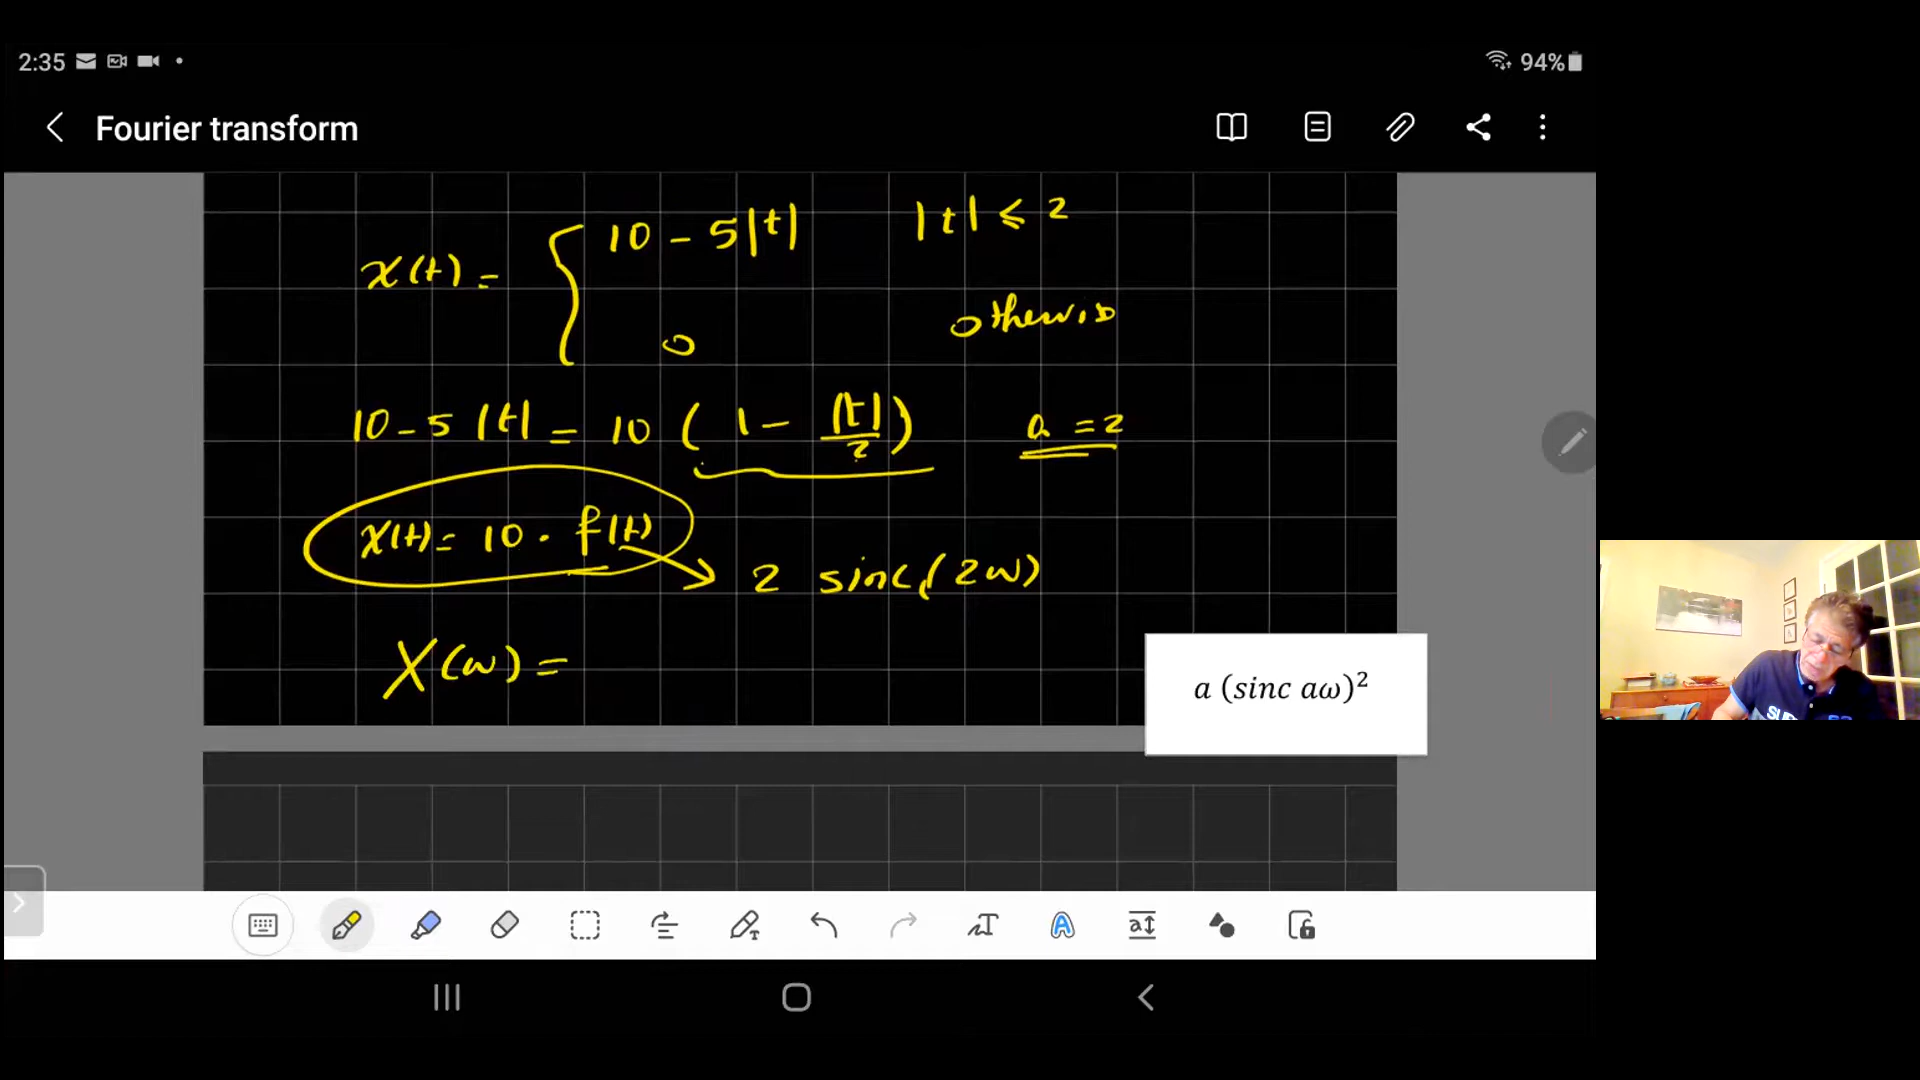 2:35
94%
Fourier transform
x(t) = { 10 - 5|t| |t| ≤ 2
0 otherwis
10 - 5|t| = 10 ( 1 - |t|/2 ) a = 2
x(t) = 10 · f(t) → 2 sinc(2ω)
X(ω) =
a (sinc aω)²